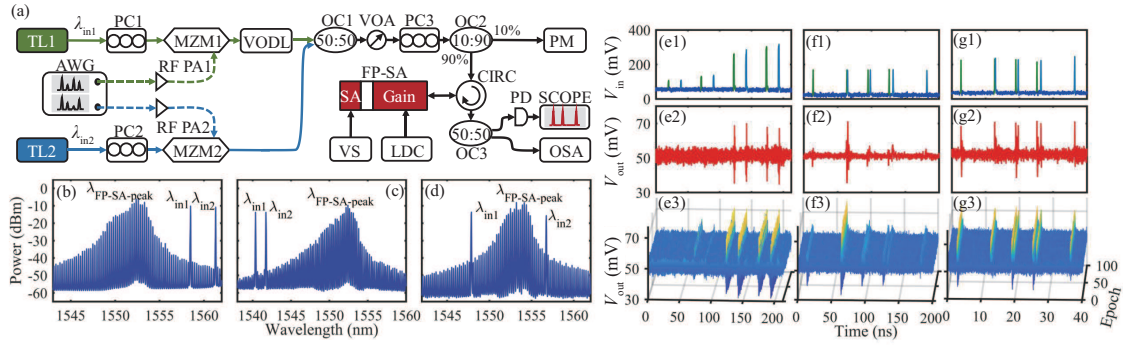 (a)
TL1 λin1 PC1 MZM1 VODL OC1 50:50 VOA PC3 OC2 10:90 10% PM
AWG RF PA1 90%
RF PA2 FP-SA SA Gain CIRC PD SCOPE
TL2 λin2 PC2 MZM2 VS LDC 50:50 OC3 OSA
(b) λFP-SA-peak λin1 λin2
(c) λin1 λin2 λFP-SA-peak
(d) λin1 λFP-SA-peak λin2
Power (dBm)
0
-10
-20
-30
-40
-50
-60
1545 1550 1555 1560 1540 1545 1550 1555 1560 1545 1550 1555 1560
Wavelength (nm)
(e1) (f1) (g1)
Vin (mV)
400
200
0
(e2) (f2) (g2)
Vout (mV)
70
50
30
(e3) (f3) (g3)
Vout (mV)
90
70
50
30
0 50 100 150 200 0 50 100 150 200 0 10 20 30 40
Time (ns)
100
50
0
Epoch